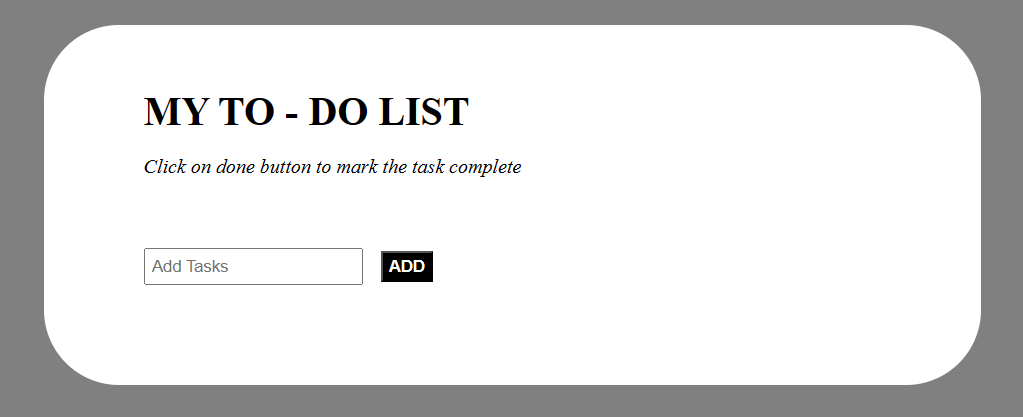 MY TO - DO LIST
Click on done button to mark the task complete
Add Tasks ADD